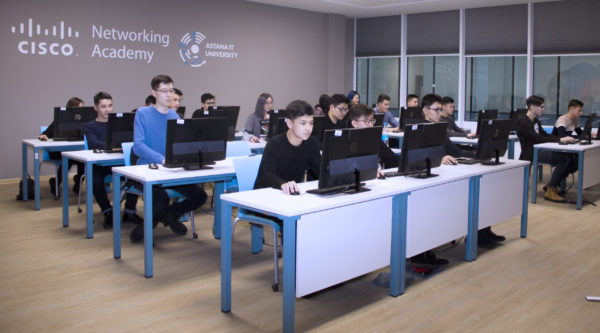 CISCO
Networking
Academy
ASTANA IT
UNIVERSITY